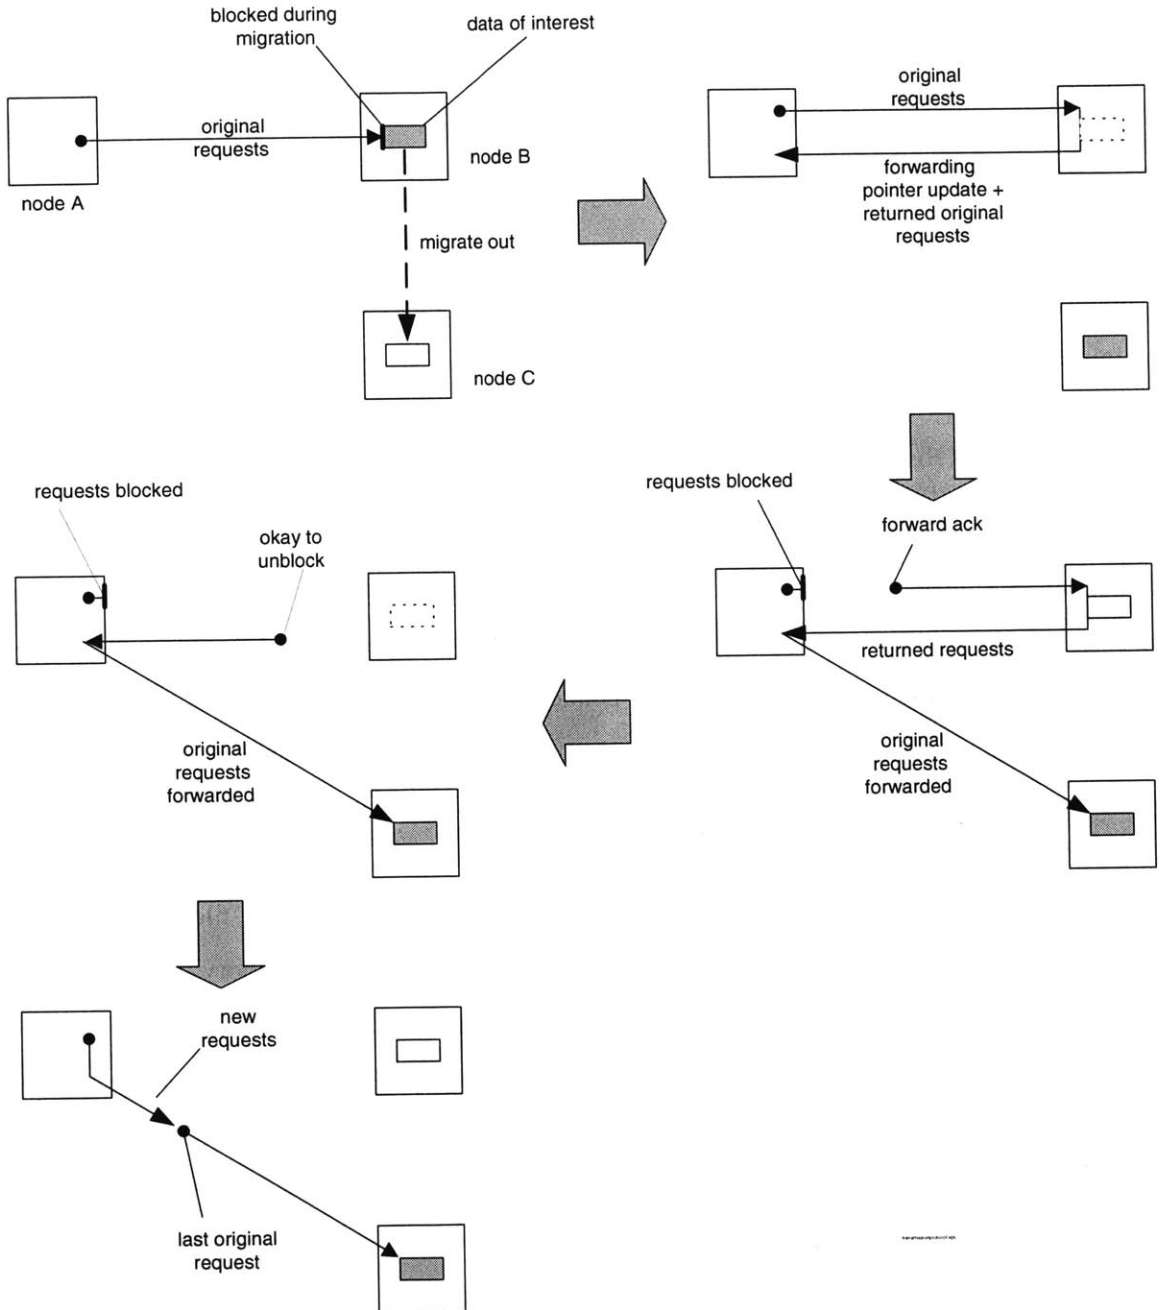 blocked during
migration
data of interest
original
requests
node B
node A
migrate out
node C
original
requests
forwarding
pointer update +
returned original
requests
requests blocked
forward ack
returned requests
original
requests
forwarded
requests blocked
okay to
unblock
original
requests
forwarded
new
requests
last original
request